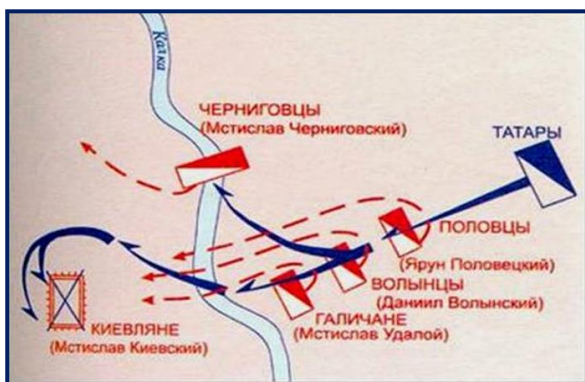 Калка
ЧЕРНИГОВЦЫ
(Мстислав Черниговский)
ТАТАРЫ
ПОЛОВЦЫ
(Ярун Половецкий)
ВОЛЫНЦЫ
(Даниил Волынский)
ГАЛИЧАНЕ
(Мстислав Удалой)
КИЕВЛЯНЕ
(Мстислав Киевский)